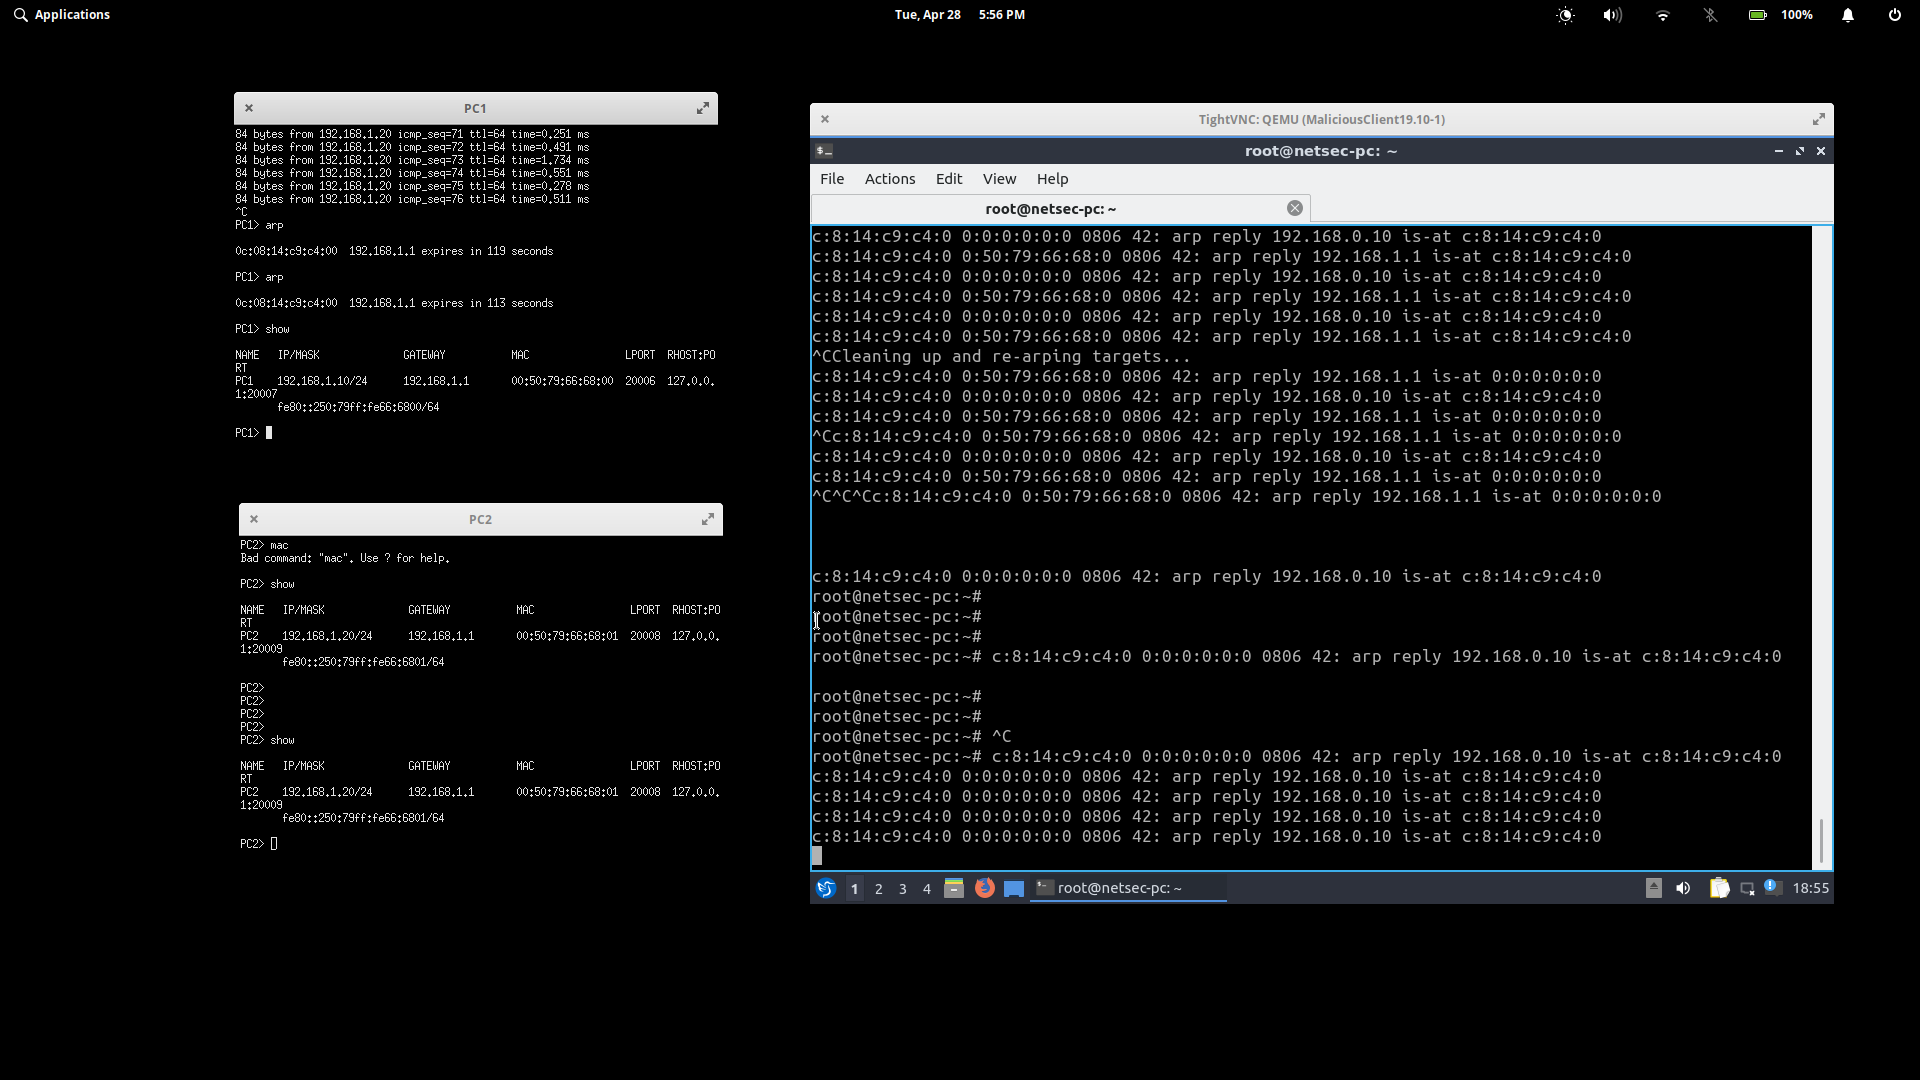 Applications
Tue, Apr 28 5:56 PM
100%
PC1
84 bytes from 192.168.1.20 icmp_seq=71 ttl=64 time=0.251 ms
84 bytes from 192.168.1.20 icmp_seq=72 ttl=64 time=0.491 ms
84 bytes from 192.168.1.20 icmp_seq=73 ttl=64 time=1.734 ms
84 bytes from 192.168.1.20 icmp_seq=74 ttl=64 time=0.551 ms
84 bytes from 192.168.1.20 icmp_seq=75 ttl=64 time=0.278 ms
84 bytes from 192.168.1.20 icmp_seq=76 ttl=64 time=0.511 ms
^C
PC1> arp
0c:08:14:c9:c4:00  192.168.1.1 expires in 119 seconds
PC1> arp
0c:08:14:c9:c4:00  192.168.1.1 expires in 113 seconds
PC1> show
NAME   IP/MASK              GATEWAY           MAC                LPORT  RHOST:PO
RT
PC1    192.168.1.10/24      192.168.1.1       00:50:79:66:68:00  20006  127.0.0.
1:20007
       fe80::250:79ff:fe66:6800/64
PC1>
PC2
PC2> mac
Bad command: "mac". Use ? for help.
PC2> show
NAME   IP/MASK              GATEWAY           MAC                LPORT  RHOST:PO
RT
PC2    192.168.1.20/24      192.168.1.1       00:50:79:66:68:01  20008  127.0.0.
1:20009
       fe80::250:79ff:fe66:6801/64
PC2>
PC2>
PC2>
PC2>
PC2> show
NAME   IP/MASK              GATEWAY           MAC                LPORT  RHOST:PO
RT
PC2    192.168.1.20/24      192.168.1.1       00:50:79:66:68:01  20008  127.0.0.
1:20009
       fe80::250:79ff:fe66:6801/64
PC2>
TightVNC: QEMU (MaliciousClient19.10-1)
root@netsec-pc: ~
File Actions Edit View Help
root@netsec-pc: ~
c:8:14:c9:c4:0 0:0:0:0:0:0 0806 42: arp reply 192.168.0.10 is-at c:8:14:c9:c4:0
c:8:14:c9:c4:0 0:50:79:66:68:0 0806 42: arp reply 192.168.1.1 is-at c:8:14:c9:c4:0
c:8:14:c9:c4:0 0:0:0:0:0:0 0806 42: arp reply 192.168.0.10 is-at c:8:14:c9:c4:0
c:8:14:c9:c4:0 0:50:79:66:68:0 0806 42: arp reply 192.168.1.1 is-at c:8:14:c9:c4:0
c:8:14:c9:c4:0 0:0:0:0:0:0 0806 42: arp reply 192.168.0.10 is-at c:8:14:c9:c4:0
c:8:14:c9:c4:0 0:50:79:66:68:0 0806 42: arp reply 192.168.1.1 is-at c:8:14:c9:c4:0
^CCleaning up and re-arping targets...
c:8:14:c9:c4:0 0:50:79:66:68:0 0806 42: arp reply 192.168.1.1 is-at 0:0:0:0:0:0
c:8:14:c9:c4:0 0:0:0:0:0:0 0806 42: arp reply 192.168.0.10 is-at c:8:14:c9:c4:0
c:8:14:c9:c4:0 0:50:79:66:68:0 0806 42: arp reply 192.168.1.1 is-at 0:0:0:0:0:0
^Cc:8:14:c9:c4:0 0:50:79:66:68:0 0806 42: arp reply 192.168.1.1 is-at 0:0:0:0:0:0
c:8:14:c9:c4:0 0:0:0:0:0:0 0806 42: arp reply 192.168.0.10 is-at c:8:14:c9:c4:0
c:8:14:c9:c4:0 0:50:79:66:68:0 0806 42: arp reply 192.168.1.1 is-at 0:0:0:0:0:0
^C^C^Cc:8:14:c9:c4:0 0:50:79:66:68:0 0806 42: arp reply 192.168.1.1 is-at 0:0:0:0:0:0
c:8:14:c9:c4:0 0:0:0:0:0:0 0806 42: arp reply 192.168.0.10 is-at c:8:14:c9:c4:0
root@netsec-pc:~#
root@netsec-pc:~#
root@netsec-pc:~#
root@netsec-pc:~# c:8:14:c9:c4:0 0:0:0:0:0:0 0806 42: arp reply 192.168.0.10 is-at c:8:14:c9:c4:0
root@netsec-pc:~#
root@netsec-pc:~#
root@netsec-pc:~# ^C
root@netsec-pc:~# c:8:14:c9:c4:0 0:0:0:0:0:0 0806 42: arp reply 192.168.0.10 is-at c:8:14:c9:c4:0
c:8:14:c9:c4:0 0:0:0:0:0:0 0806 42: arp reply 192.168.0.10 is-at c:8:14:c9:c4:0
c:8:14:c9:c4:0 0:0:0:0:0:0 0806 42: arp reply 192.168.0.10 is-at c:8:14:c9:c4:0
c:8:14:c9:c4:0 0:0:0:0:0:0 0806 42: arp reply 192.168.0.10 is-at c:8:14:c9:c4:0
c:8:14:c9:c4:0 0:0:0:0:0:0 0806 42: arp reply 192.168.0.10 is-at c:8:14:c9:c4:0
1 2 3 4 root@netsec-pc: ~ 18:55